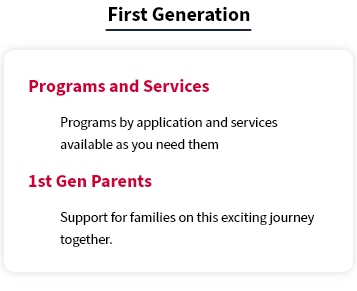 First Generation
Programs and Services
Programs by application and services
available as you need them
1st Gen Parents
Support for families on this exciting journey
together.